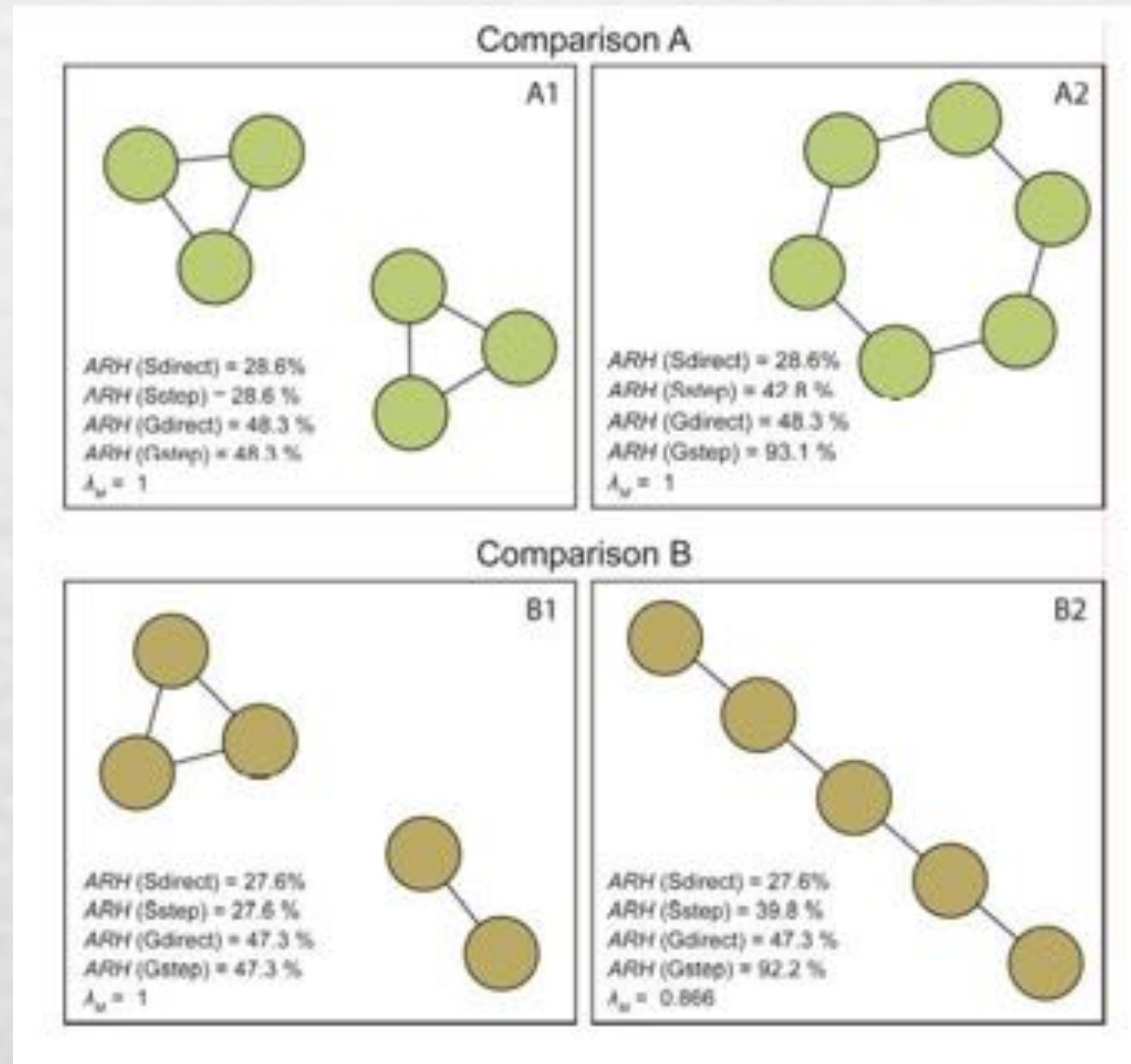 Comparison A
A1
ARH (Sdirect) = 28.6%
ARH (Sstep) = 28.6 %
ARH (Gdirect) = 48.3 %
ARH (Gstep) = 48.3 %
λM = 1
A2
ARH (Sdirect) = 28.6%
ARH (Sstep) = 42.8 %
ARH (Gdirect) = 48.3 %
ARH (Gstep) = 93.1 %
λM = 1
Comparison B
B1
ARH (Sdirect) = 27.6%
ARH (Sstep) = 27.6 %
ARH (Gdirect) = 47.3 %
ARH (Gstep) = 47.3 %
λM = 1
B2
ARH (Sdirect) = 27.6%
ARH (Sstep) = 39.8 %
ARH (Gdirect) = 47.3 %
ARH (Gstep) = 92.2 %
λM = 0.866